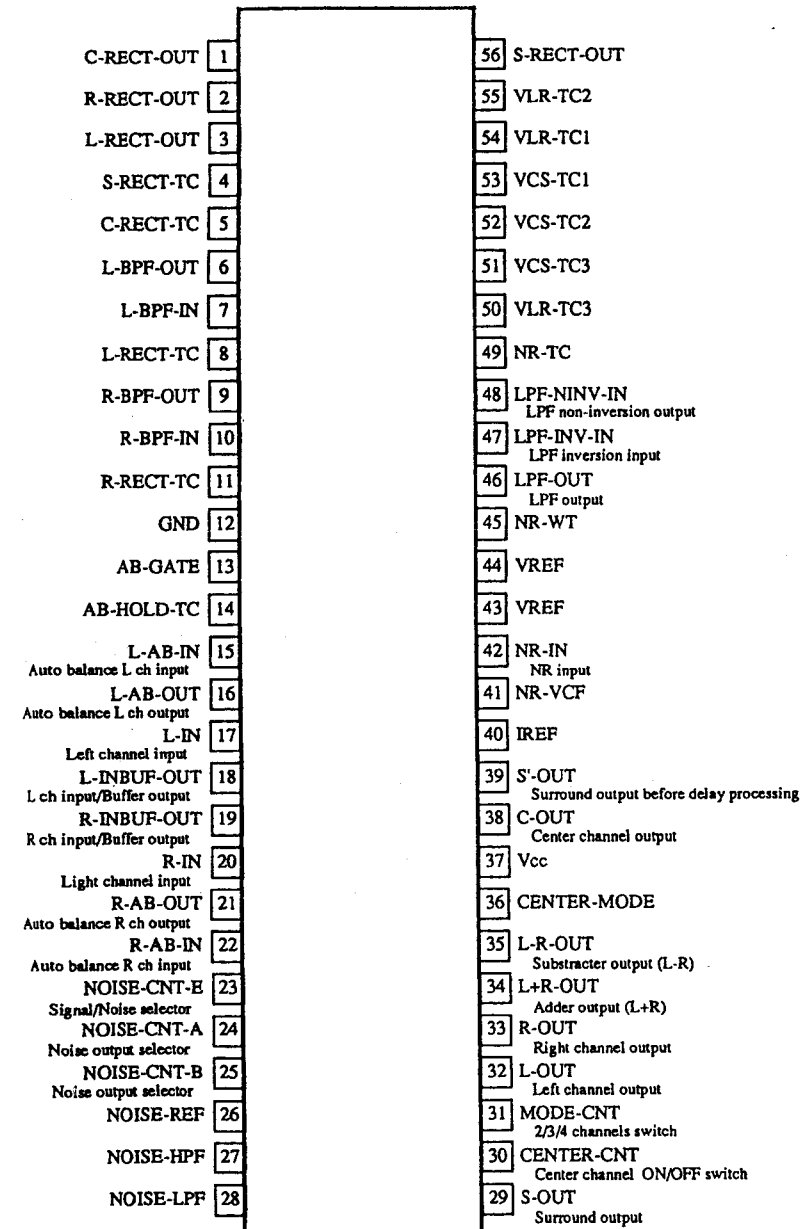 C-RECT-OUT 1
R-RECT-OUT 2
L-RECT-OUT 3
S-RECT-TC 4
C-RECT-TC 5
L-BPF-OUT 6
L-BPF-IN 7
L-RECT-TC 8
R-BPF-OUT 9
R-BPF-IN 10
R-RECT-TC 11
GND 12
AB-GATE 13
AB-HOLD-TC 14
L-AB-IN 15
Auto balance L ch input
L-AB-OUT 16
Auto balance L ch output
L-IN 17
Left channel input
L-INBUF-OUT 18
L ch input/Buffer output
R-INBUF-OUT 19
R ch input/Buffer output
R-IN 20
Light channel input
R-AB-OUT 21
Auto balance R ch output
R-AB-IN 22
Auto balance R ch input
NOISE-CNT-E 23
Signal/Noise selector
NOISE-CNT-A 24
Noise output selector
NOISE-CNT-B 25
Noise output selector
NOISE-REF 26
NOISE-HPF 27
NOISE-LPF 28
56 S-RECT-OUT
55 VLR-TC2
54 VLR-TC1
53 VCS-TC1
52 VCS-TC2
51 VCS-TC3
50 VLR-TC3
49 NR-TC
48 LPF-NINV-IN
LPF non-inversion output
47 LPF-INV-IN
LPF inversion input
46 LPF-OUT
LPF output
45 NR-WT
44 VREF
43 VREF
42 NR-IN
NR input
41 NR-VCF
40 IREF
39 S'-OUT
Surround output before delay processing
38 C-OUT
Center channel output
37 Vcc
36 CENTER-MODE
35 L-R-OUT
Substracter output (L-R)
34 L+R-OUT
Adder output (L+R)
33 R-OUT
Right channel output
32 L-OUT
Left channel output
31 MODE-CNT
2/3/4 channels switch
30 CENTER-CNT
Center channel ON/OFF switch
29 S-OUT
Surround output